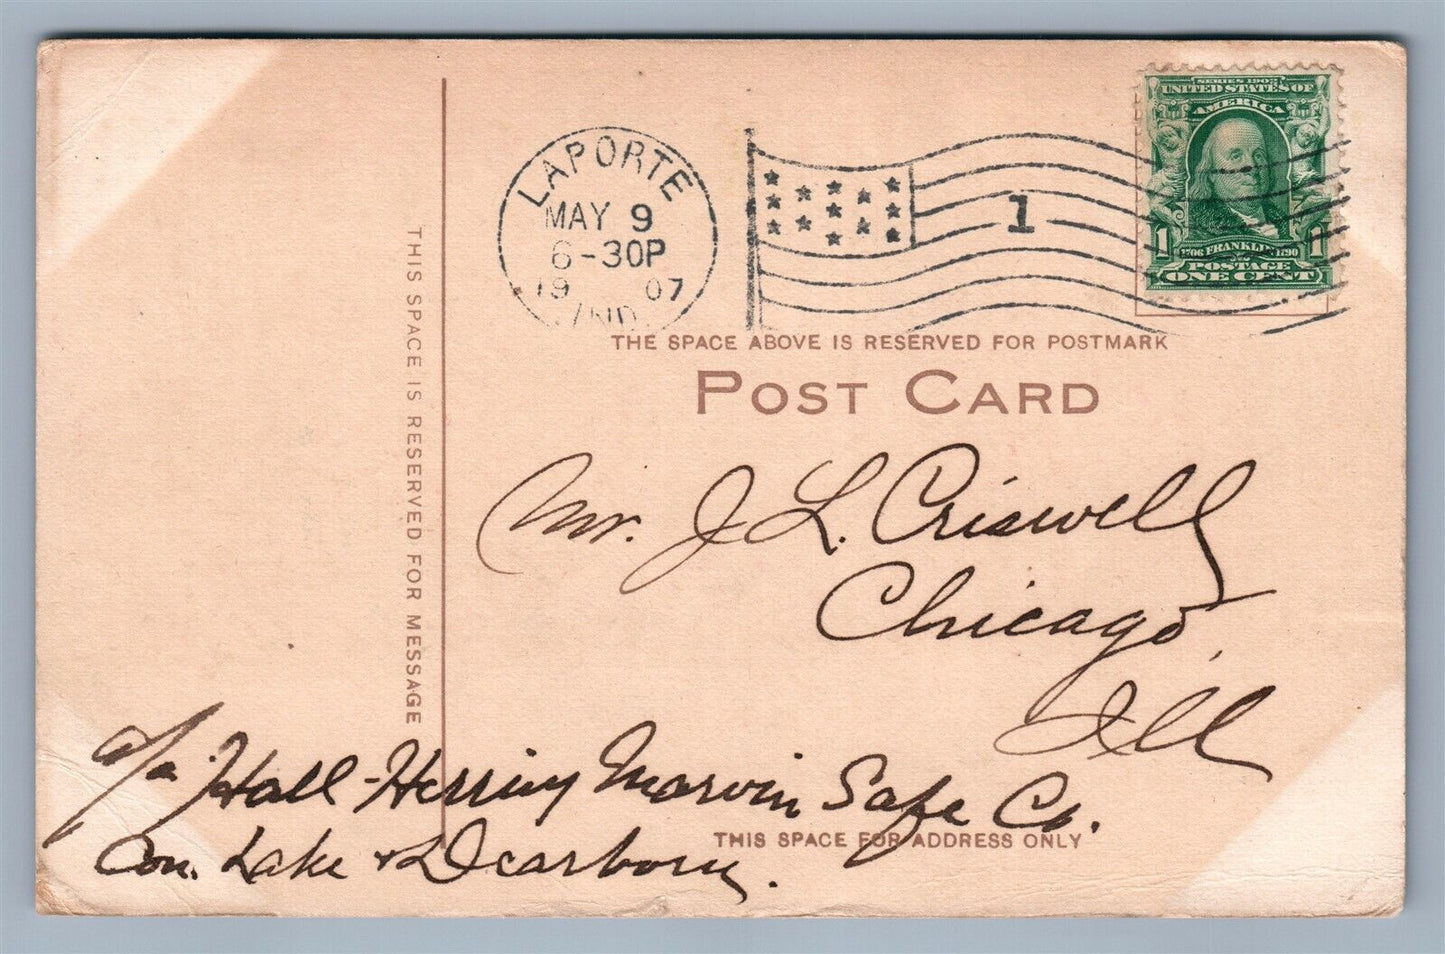 LAPORTE
MAY 9
6-30P
19 07
IND.
1
SERIES 1902
UNITED STATES OF
AMERICA
1 1
1706 FRANKLIN 1790
POSTAGE
ONE CENT
THE SPACE ABOVE IS RESERVED FOR POSTMARK
POST CARD
THIS SPACE IS RESERVED FOR MESSAGE
Mr. J. L. Criswell
Chicago,
Ill
Hall-Herring Marvin Safe Co.
Cor. Lake + Dearborn.
THIS SPACE FOR ADDRESS ONLY